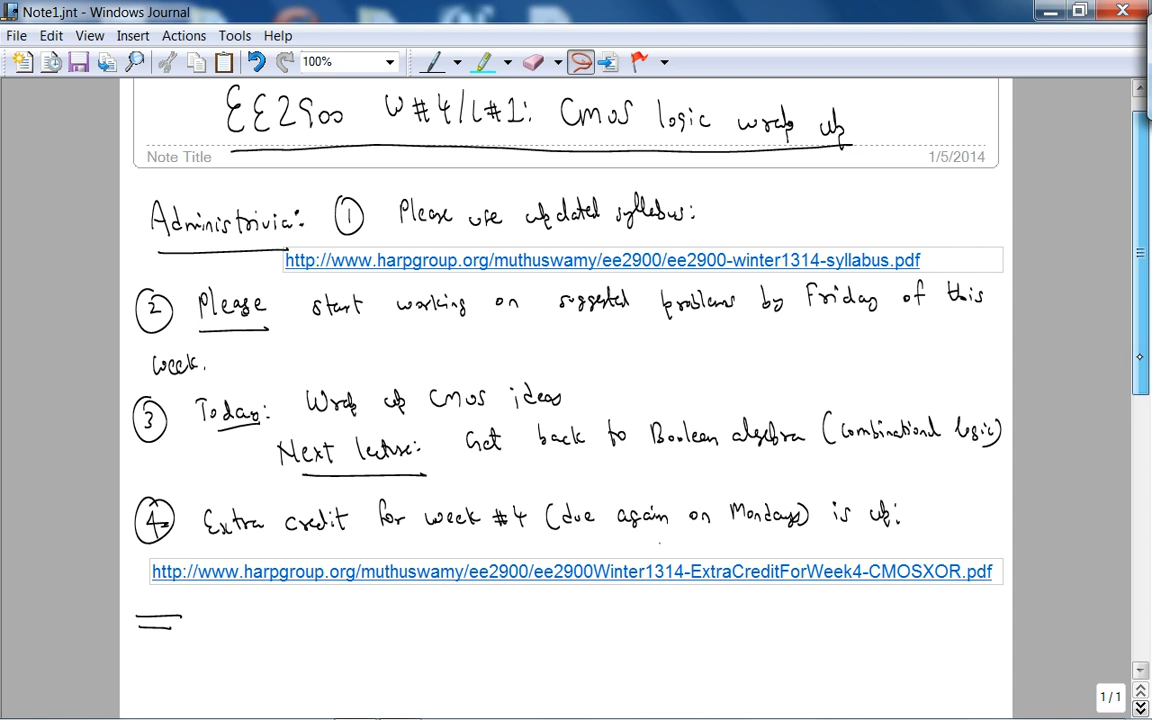 Note1.jnt - Windows Journal
File Edit View Insert Actions Tools Help
100%
EE2900 W#4/L#1: CMOS logic wrap up
Note Title
1/5/2014
Administrivia: ① Please use updated syllabus:
http://www.harpgroup.org/muthuswamy/ee2900/ee2900-winter1314-syllabus.pdf
② Please start working on suggested problems by Friday of this
week.
③ Today: Wrap up CMOS ideas
Next lecture: Get back to Boolean algebra (combinational logic)
④ Extra credit for week #4 (due again on Mondays) is up:
http://www.harpgroup.org/muthuswamy/ee2900/ee2900Winter1314-ExtraCreditForWeek4-CMOSXOR.pdf
1 / 1